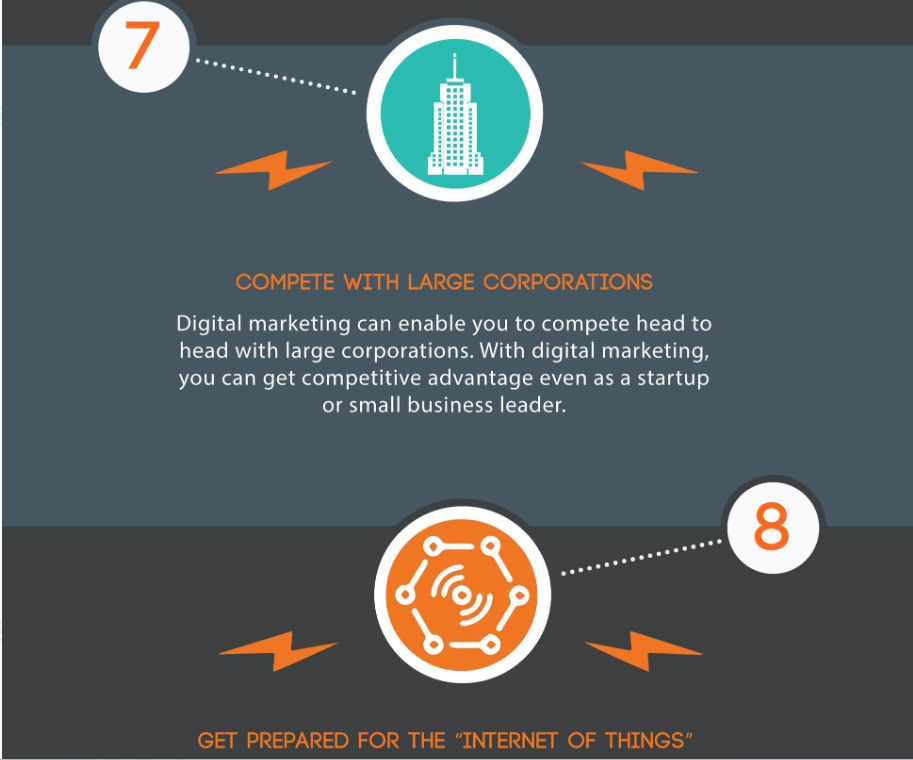 7
COMPETE WITH LARGE CORPORATIONS
Digital marketing can enable you to compete head to
head with large corporations. With digital marketing,
you can get competitive advantage even as a startup
or small business leader.
8
GET PREPARED FOR THE “INTERNET OF THINGS”